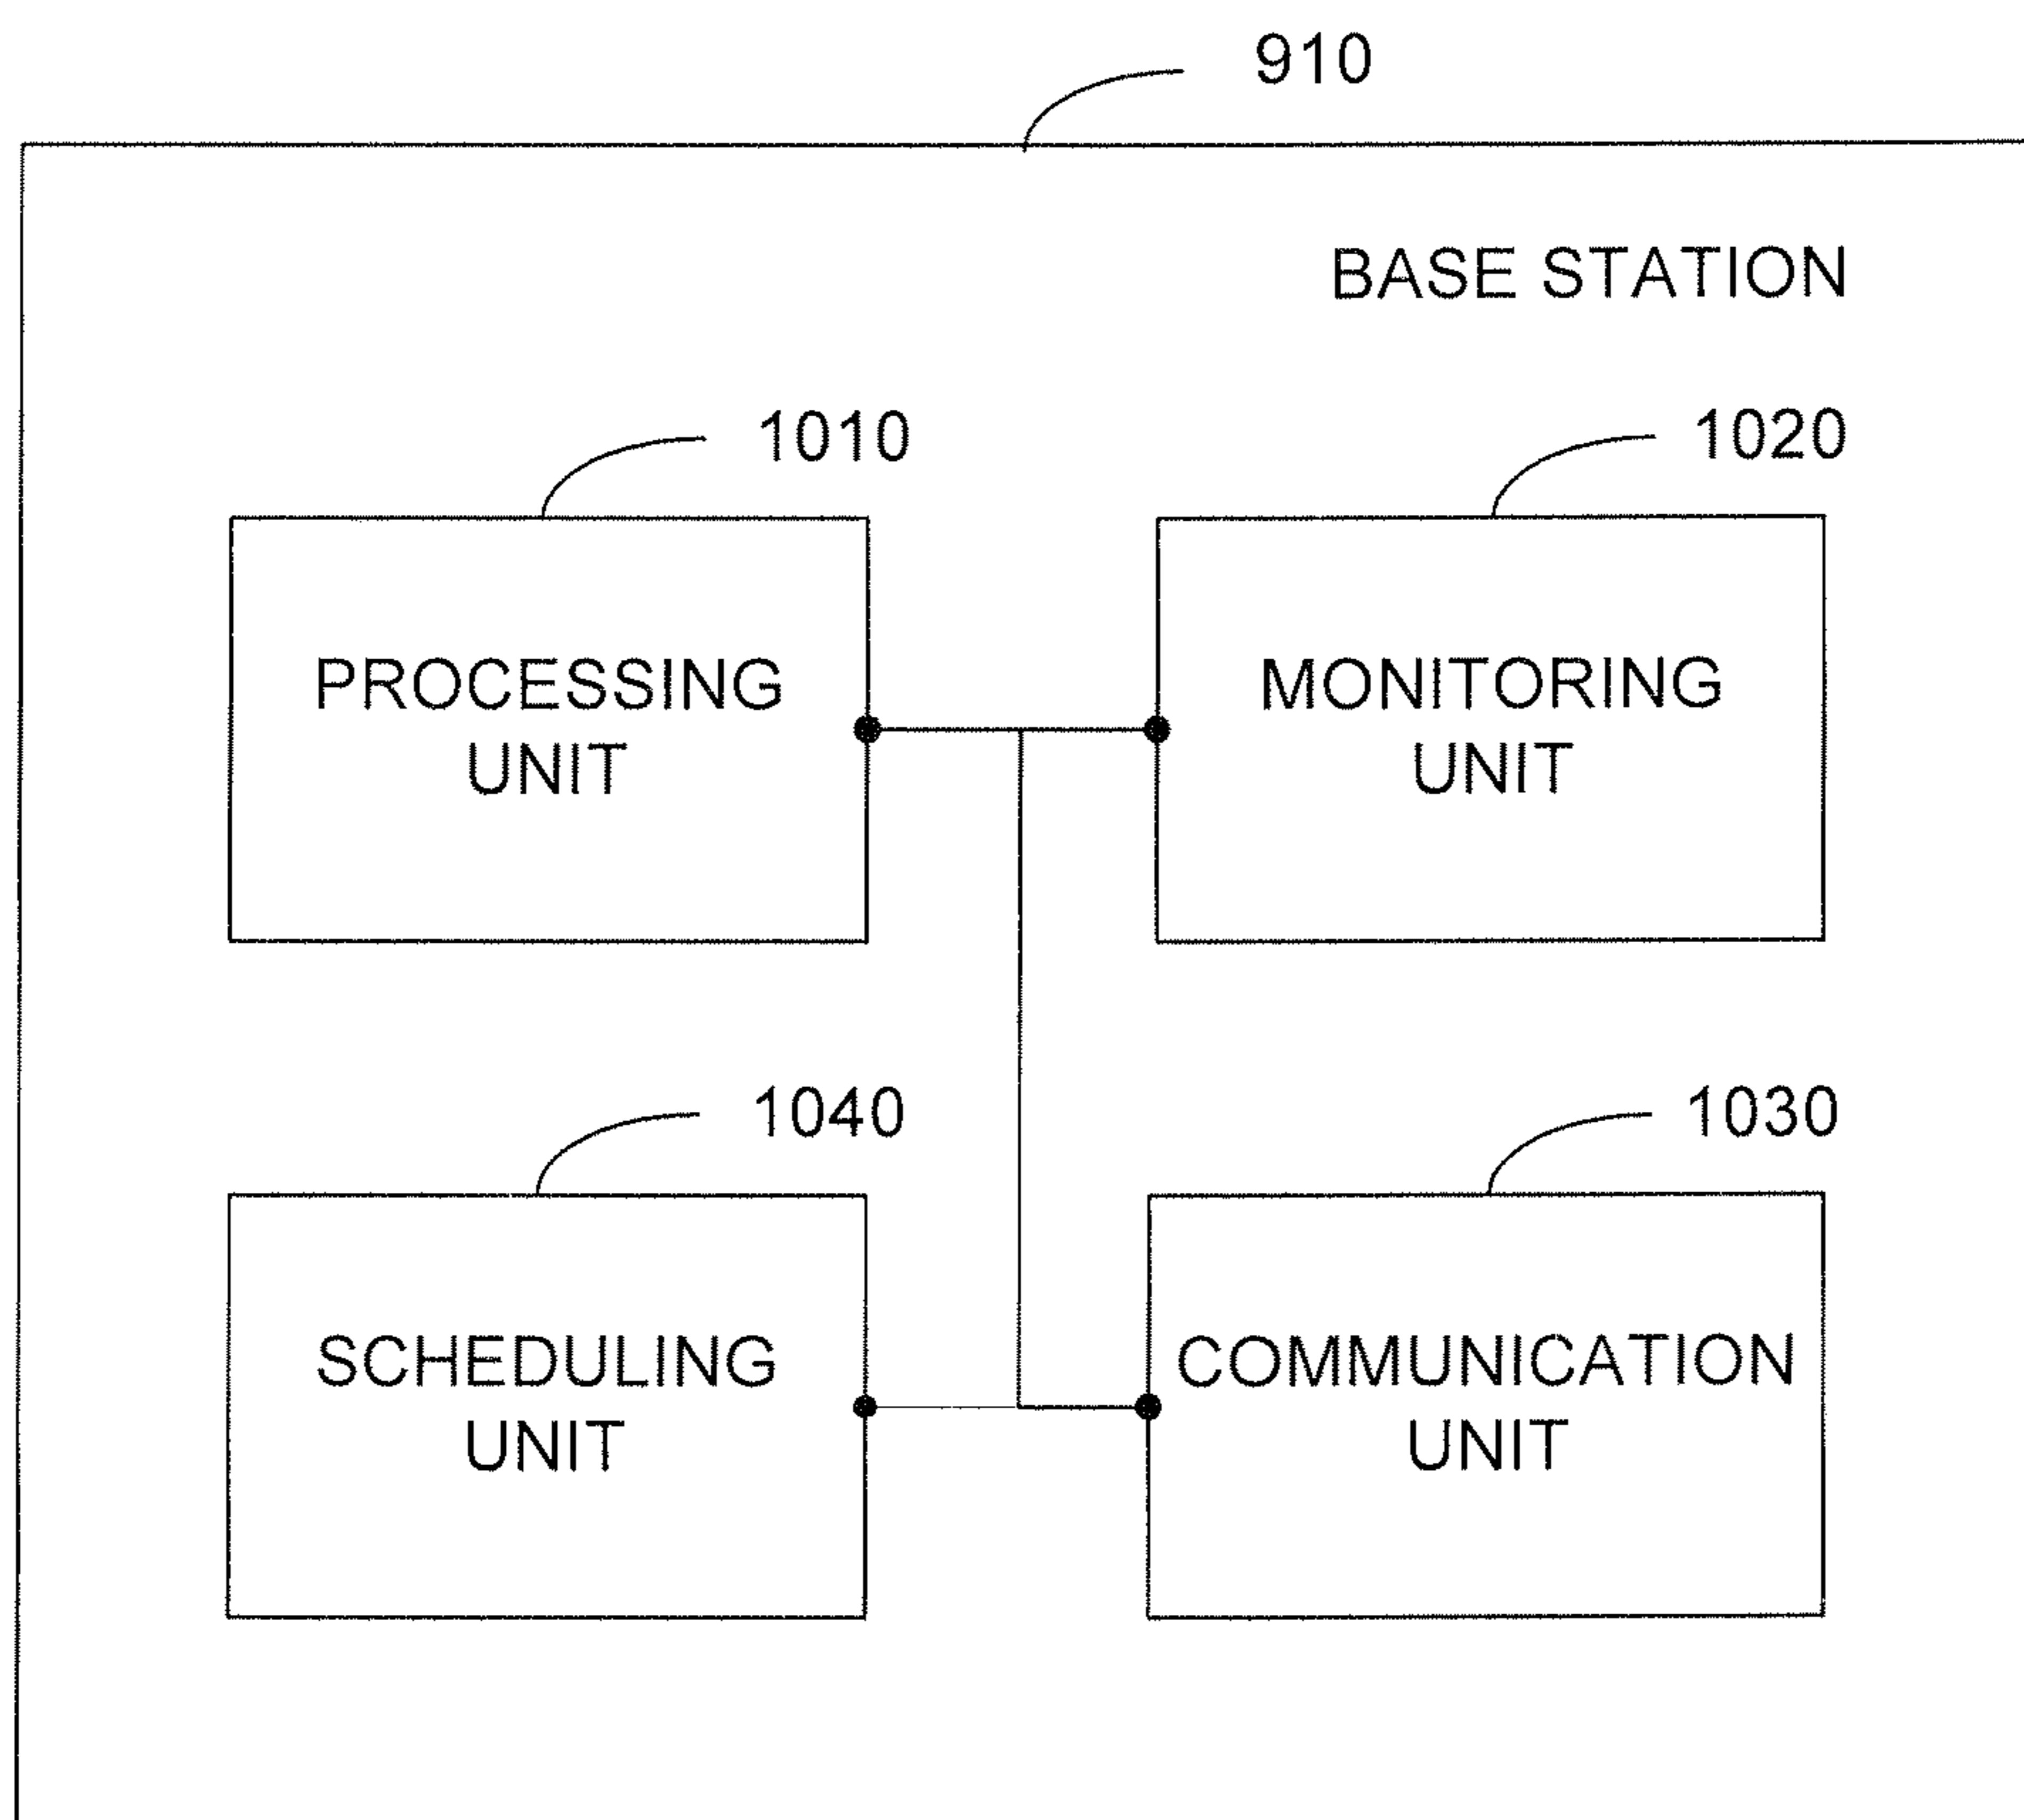 910
BASE STATION
1010
1020
PROCESSING
UNIT
MONITORING
UNIT
1040
1030
SCHEDULING
UNIT
COMMUNICATION
UNIT